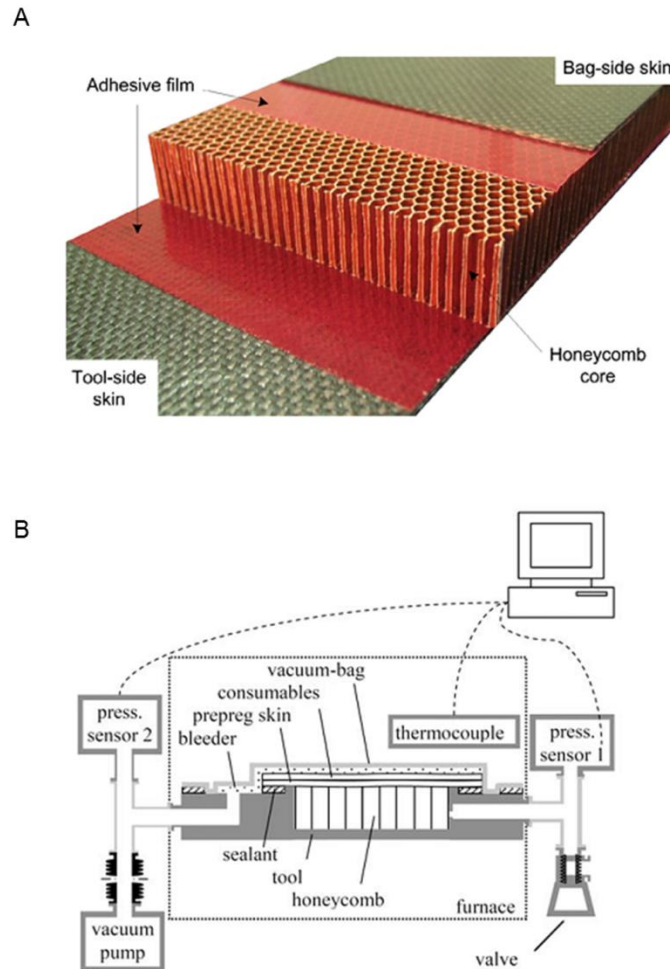 A
Bag-side skin
Adhesive film
Tool-side
skin
Honeycomb
core
B
vacuum-bag
consumables
prepreg skin
bleeder
press.
sensor 2
thermocouple
press.
sensor 1
sealant
tool
honeycomb
furnace
vacuum
pump
valve